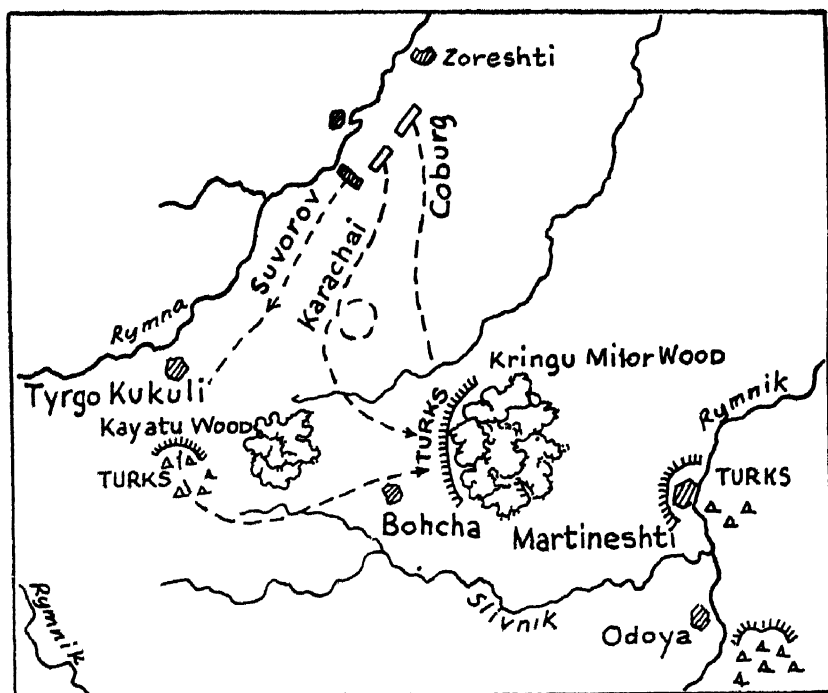 Zoreshti
Coburg
Suvorov
Karachai
Rymna
Kringu Mitor Wood
Tyrgo Kukuli
Rymnik
Kayatu Wood
TURKS
TURKS
TURKS
Bohcha
Martineshti
Slivnik
Rymnik
Odoya